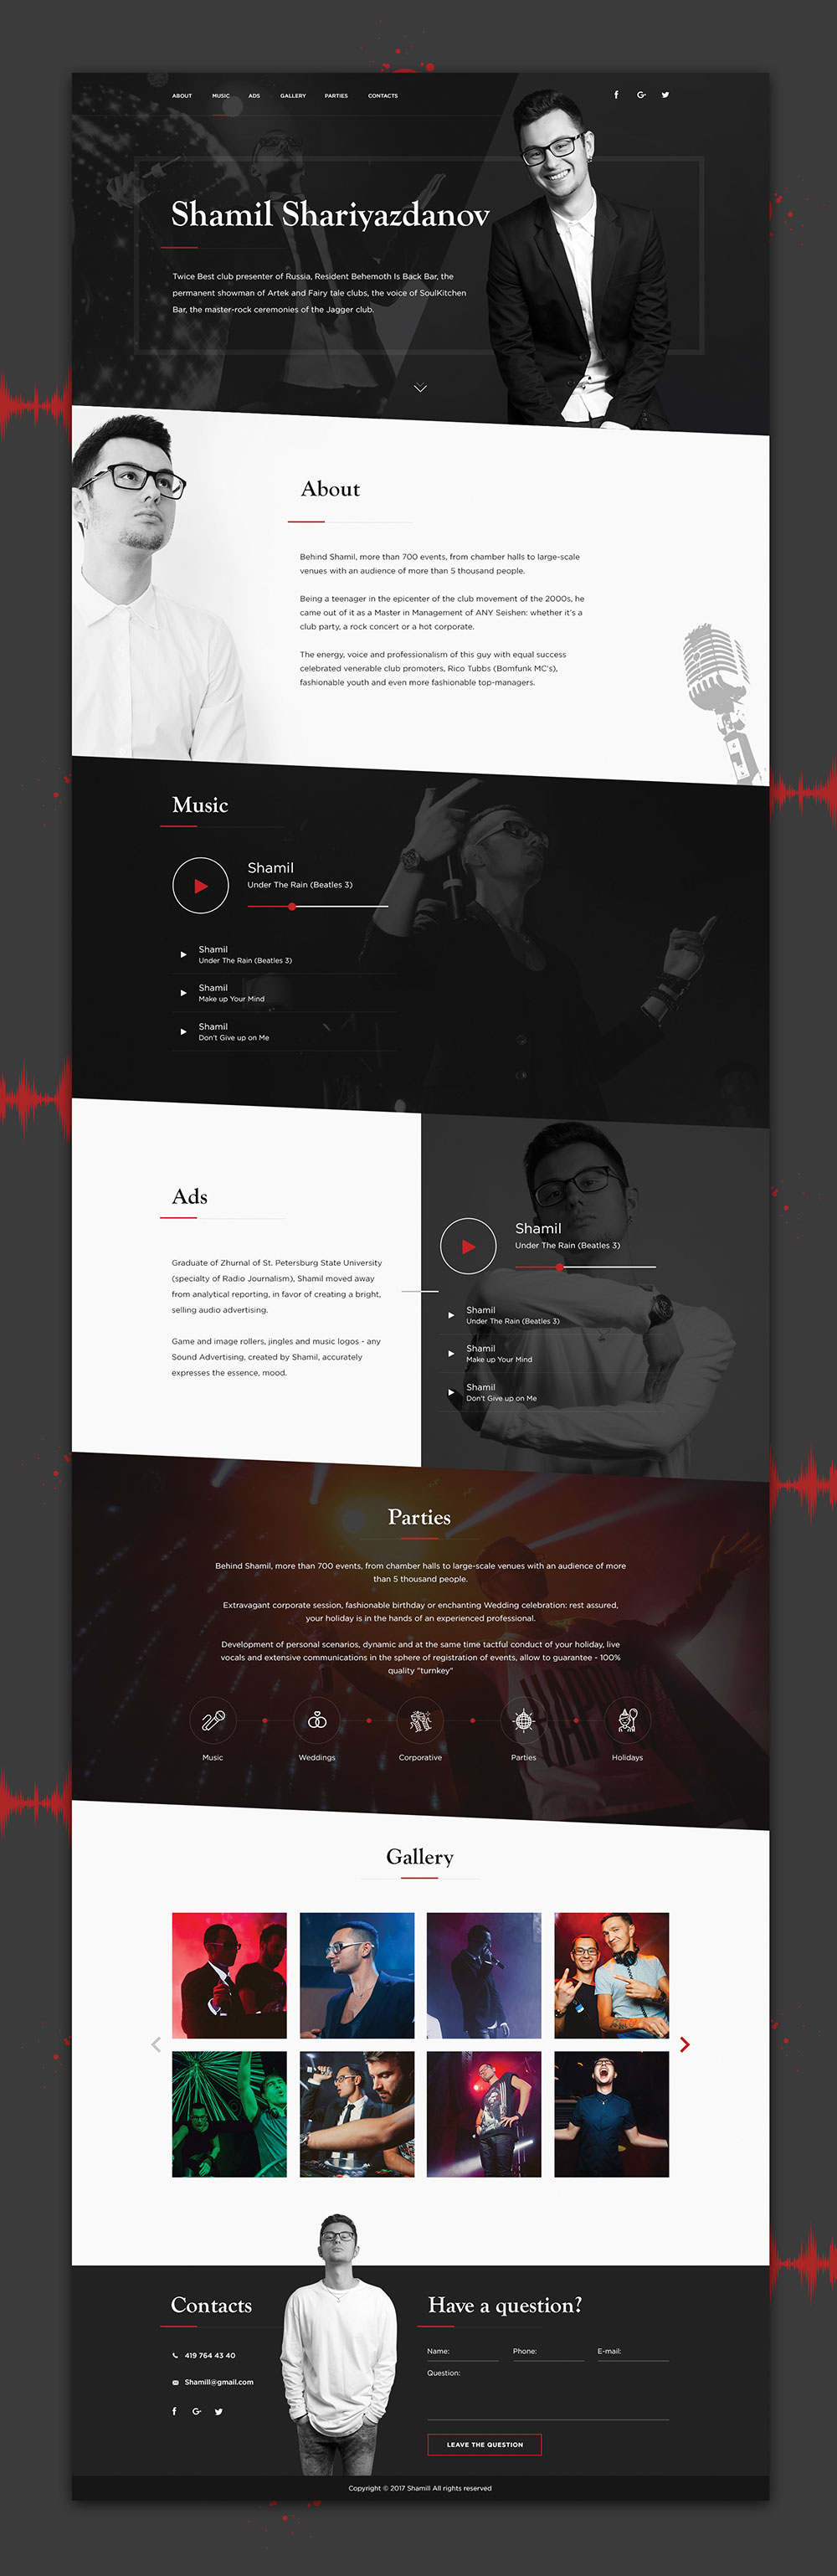 ABOUT MUSIC ADS GALLERY PARTIES CONTACTS
Shamil Shariyazdanov
Twice Best club presenter of Russia, Resident Behemoth Is Back Bar, the
permanent showman of Artek and Fairy tale clubs, the voice of SoulKitchen
Bar, the master-rock ceremonies of the Jagger club.
About
Behind Shamil, more than 700 events, from chamber halls to large-scale
venues with an audience of more than 5 thousand people.
Being a teenager in the epicenter of the club movement of the 2000s, he
came out of it as a Master in Management of ANY Seishen: whether it's a
club party, a rock concert or a hot corporate.
The energy, voice and professionalism of this guy with equal success
celebrated venerable club promoters, Rico Tubbs (Bomfunk MC's),
fashionable youth and even more fashionable top-managers.
Music
Shamil
Under The Rain (Beatles 3)
Shamil
Under The Rain (Beatles 3)
Shamil
Make up Your Mind
Shamil
Don't Give up on Me
Ads
Graduate of Zhurnal of St. Petersburg State University
(specialty of Radio Journalism), Shamil moved away
from analytical reporting, in favor of creating a bright,
selling audio advertising.
Game and image rollers, jingles and music logos - any
Sound Advertising, created by Shamil, accurately
expresses the essence, mood.
Shamil
Under The Rain (Beatles 3)
Shamil
Under The Rain (Beatles 3)
Shamil
Make up Your Mind
Shamil
Don't Give up on Me
Parties
Behind Shamil, more than 700 events, from chamber halls to large-scale venues with an audience of more
than 5 thousand people.
Extravagant corporate session, fashionable birthday or enchanting Wedding celebration: rest assured,
your holiday is in the hands of an experienced professional.
Development of personal scenarios, dynamic and at the same time tactful conduct of your holiday, live
vocals and extensive communications in the sphere of registration of events, allow to guarantee - 100%
quality "turnkey"
Music Weddings Corporative Parties Holidays
Gallery
Contacts
419 764 43 40
Shamill@gmail.com
Have a question?
Name: Phone: E-mail:
Question:
LEAVE THE QUESTION
Copyright © 2017 Shamill All rights reserved